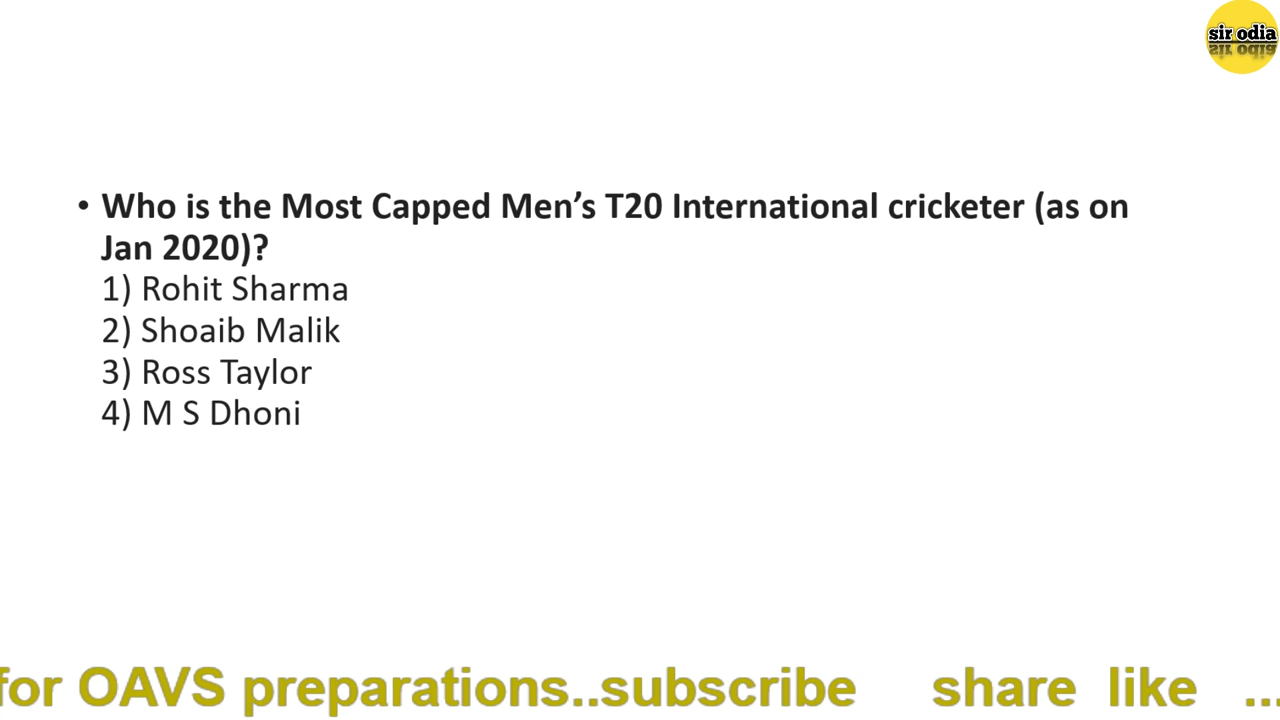 sir odia
• Who is the Most Capped Men’s T20 International cricketer (as on
Jan 2020)?
1) Rohit Sharma
2) Shoaib Malik
3) Ross Taylor
4) M S Dhoni
for OAVS preparations..subscribe share like ...